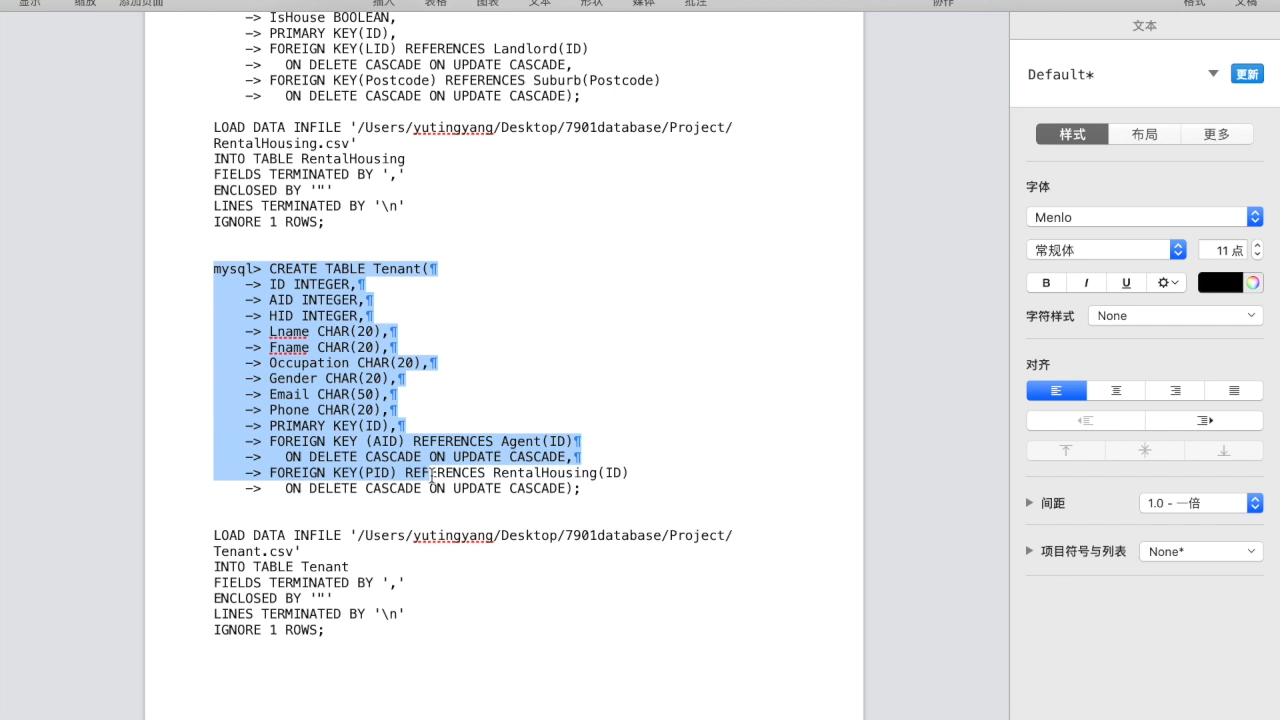 显示
缩放
添加页面
插入
表格
图表
文本
形状
媒体
批注
协作
格式
文稿
-> IsHouse BOOLEAN,
-> PRIMARY KEY(ID),
-> FOREIGN KEY(LID) REFERENCES Landlord(ID)
-> ON DELETE CASCADE ON UPDATE CASCADE,
-> FOREIGN KEY(Postcode) REFERENCES Suburb(Postcode)
-> ON DELETE CASCADE ON UPDATE CASCADE);
LOAD DATA INFILE '/Users/yutingyang/Desktop/7901database/Project/
RentalHousing.csv'
INTO TABLE RentalHousing
FIELDS TERMINATED BY ','
ENCLOSED BY '"'
LINES TERMINATED BY '\n'
IGNORE 1 ROWS;
mysql> CREATE TABLE Tenant(¶
-> ID INTEGER,¶
-> AID INTEGER,¶
-> HID INTEGER,¶
-> Lname CHAR(20),¶
-> Fname CHAR(20),¶
-> Occupation CHAR(20),¶
-> Gender CHAR(20),¶
-> Email CHAR(50),¶
-> Phone CHAR(20),¶
-> PRIMARY KEY(ID),¶
-> FOREIGN KEY (AID) REFERENCES Agent(ID)¶
-> ON DELETE CASCADE ON UPDATE CASCADE,¶
-> FOREIGN KEY(PID) REFERENCES RentalHousing(ID)
-> ON DELETE CASCADE ON UPDATE CASCADE);
LOAD DATA INFILE '/Users/yutingyang/Desktop/7901database/Project/
Tenant.csv'
INTO TABLE Tenant
FIELDS TERMINATED BY ','
ENCLOSED BY '"'
LINES TERMINATED BY '\n'
IGNORE 1 ROWS;
文本
Default*
更新
样式 布局 更多
字体
Menlo
常规体 11 点
B I U
字符样式 None
对齐
间距 1.0 - 一倍
项目符号与列表 None*